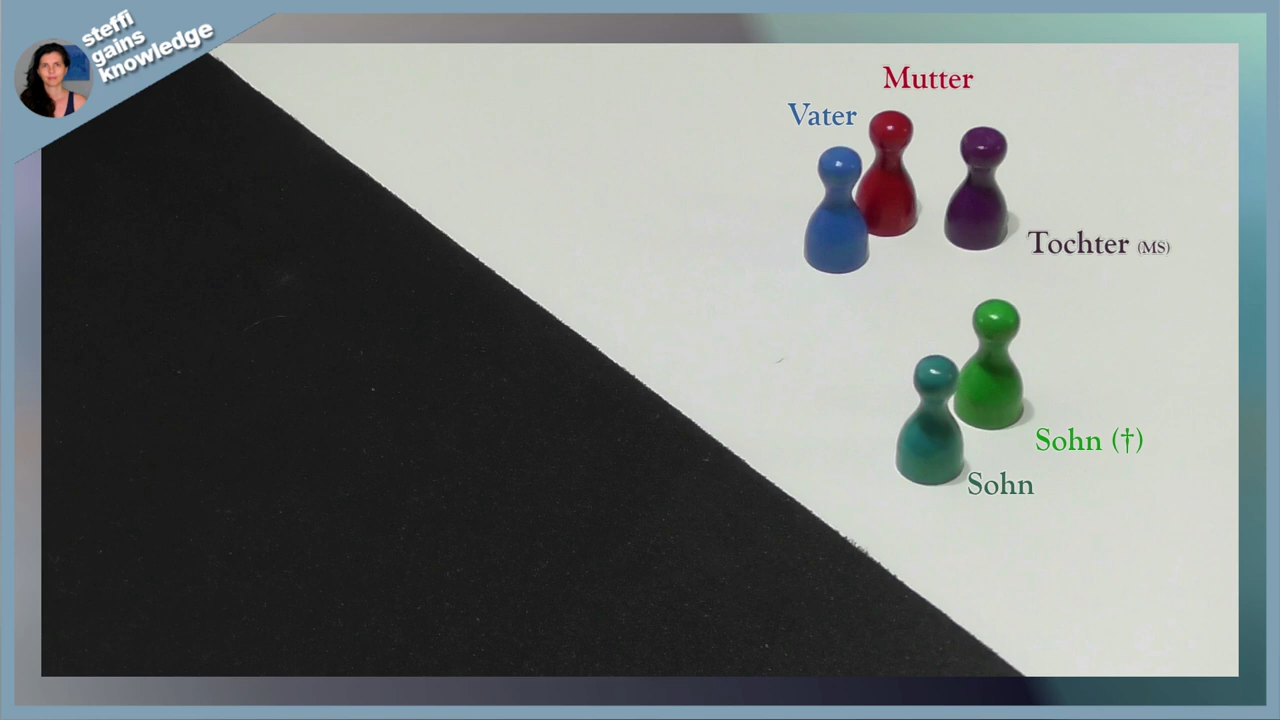 steffi
gains
knowledge
Mutter
Vater
Tochter (MS)
Sohn (†)
Sohn